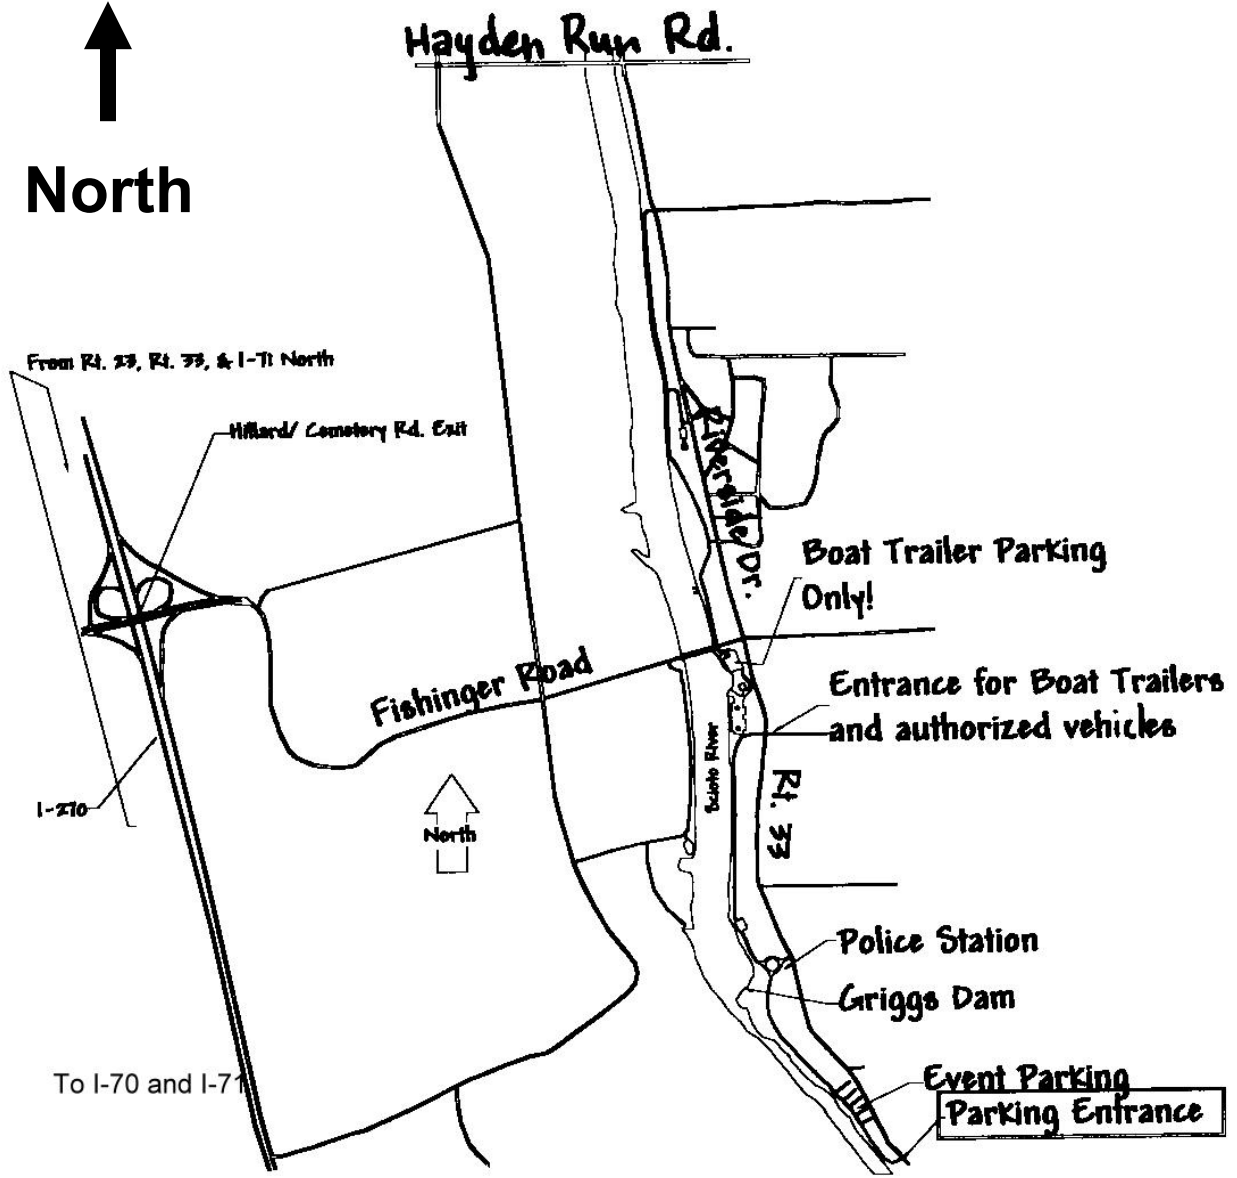 Hayden Run Rd.
North
From Rt. 23, Rt. 33, & I-71 North
Hillard/ Cemetery Rd. Exit
Riverside Dr.
Boat Trailer Parking
Only!
Fishinger Road
Entrance for Boat Trailers
and authorized vehicles
Scioto River
Rt. 33
I-270
North
Police Station
Griggs Dam
To I-70 and I-71
Event Parking
Parking Entrance